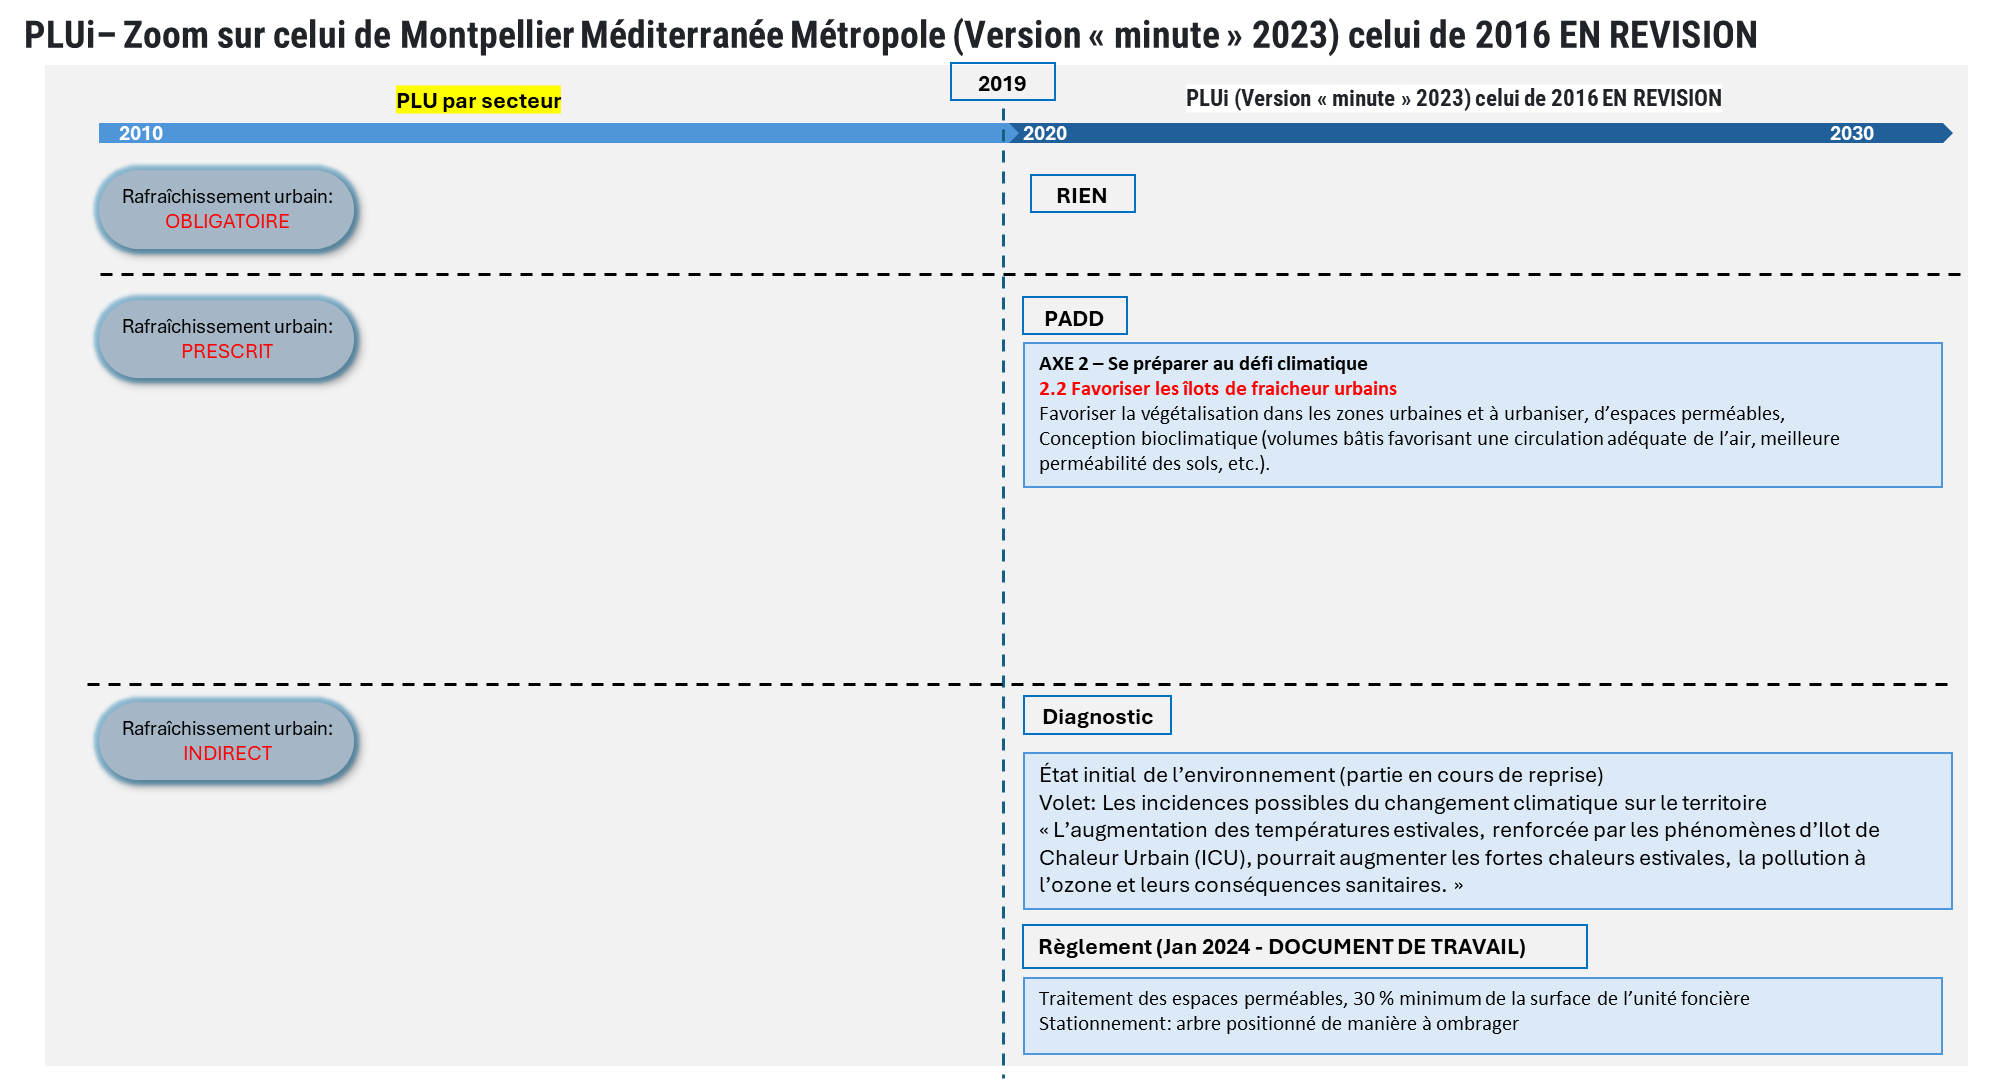 PLUi– Zoom sur celui de Montpellier Méditerranée Métropole (Version « minute » 2023) celui de 2016 EN REVISION
2019
PLU par secteur
PLUi (Version « minute » 2023) celui de 2016 EN REVISION
2010
2020
2030
Rafraîchissement urbain:
OBLIGATOIRE
RIEN
Rafraîchissement urbain:
PRESCRIT
PADD
AXE 2 – Se préparer au défi climatique
2.2 Favoriser les îlots de fraicheur urbains
Favoriser la végétalisation dans les zones urbaines et à urbaniser, d’espaces perméables,
Conception bioclimatique (volumes bâtis favorisant une circulation adéquate de l’air, meilleure
perméabilité des sols, etc.).
Rafraîchissement urbain:
INDIRECT
Diagnostic
État initial de l’environnement (partie en cours de reprise)
Volet: Les incidences possibles du changement climatique sur le territoire
« L’augmentation des températures estivales, renforcée par les phénomènes d’Ilot de
Chaleur Urbain (ICU), pourrait augmenter les fortes chaleurs estivales, la pollution à
l’ozone et leurs conséquences sanitaires. »
Règlement (Jan 2024 - DOCUMENT DE TRAVAIL)
Traitement des espaces perméables, 30 % minimum de la surface de l’unité foncière
Stationnement: arbre positionné de manière à ombrager